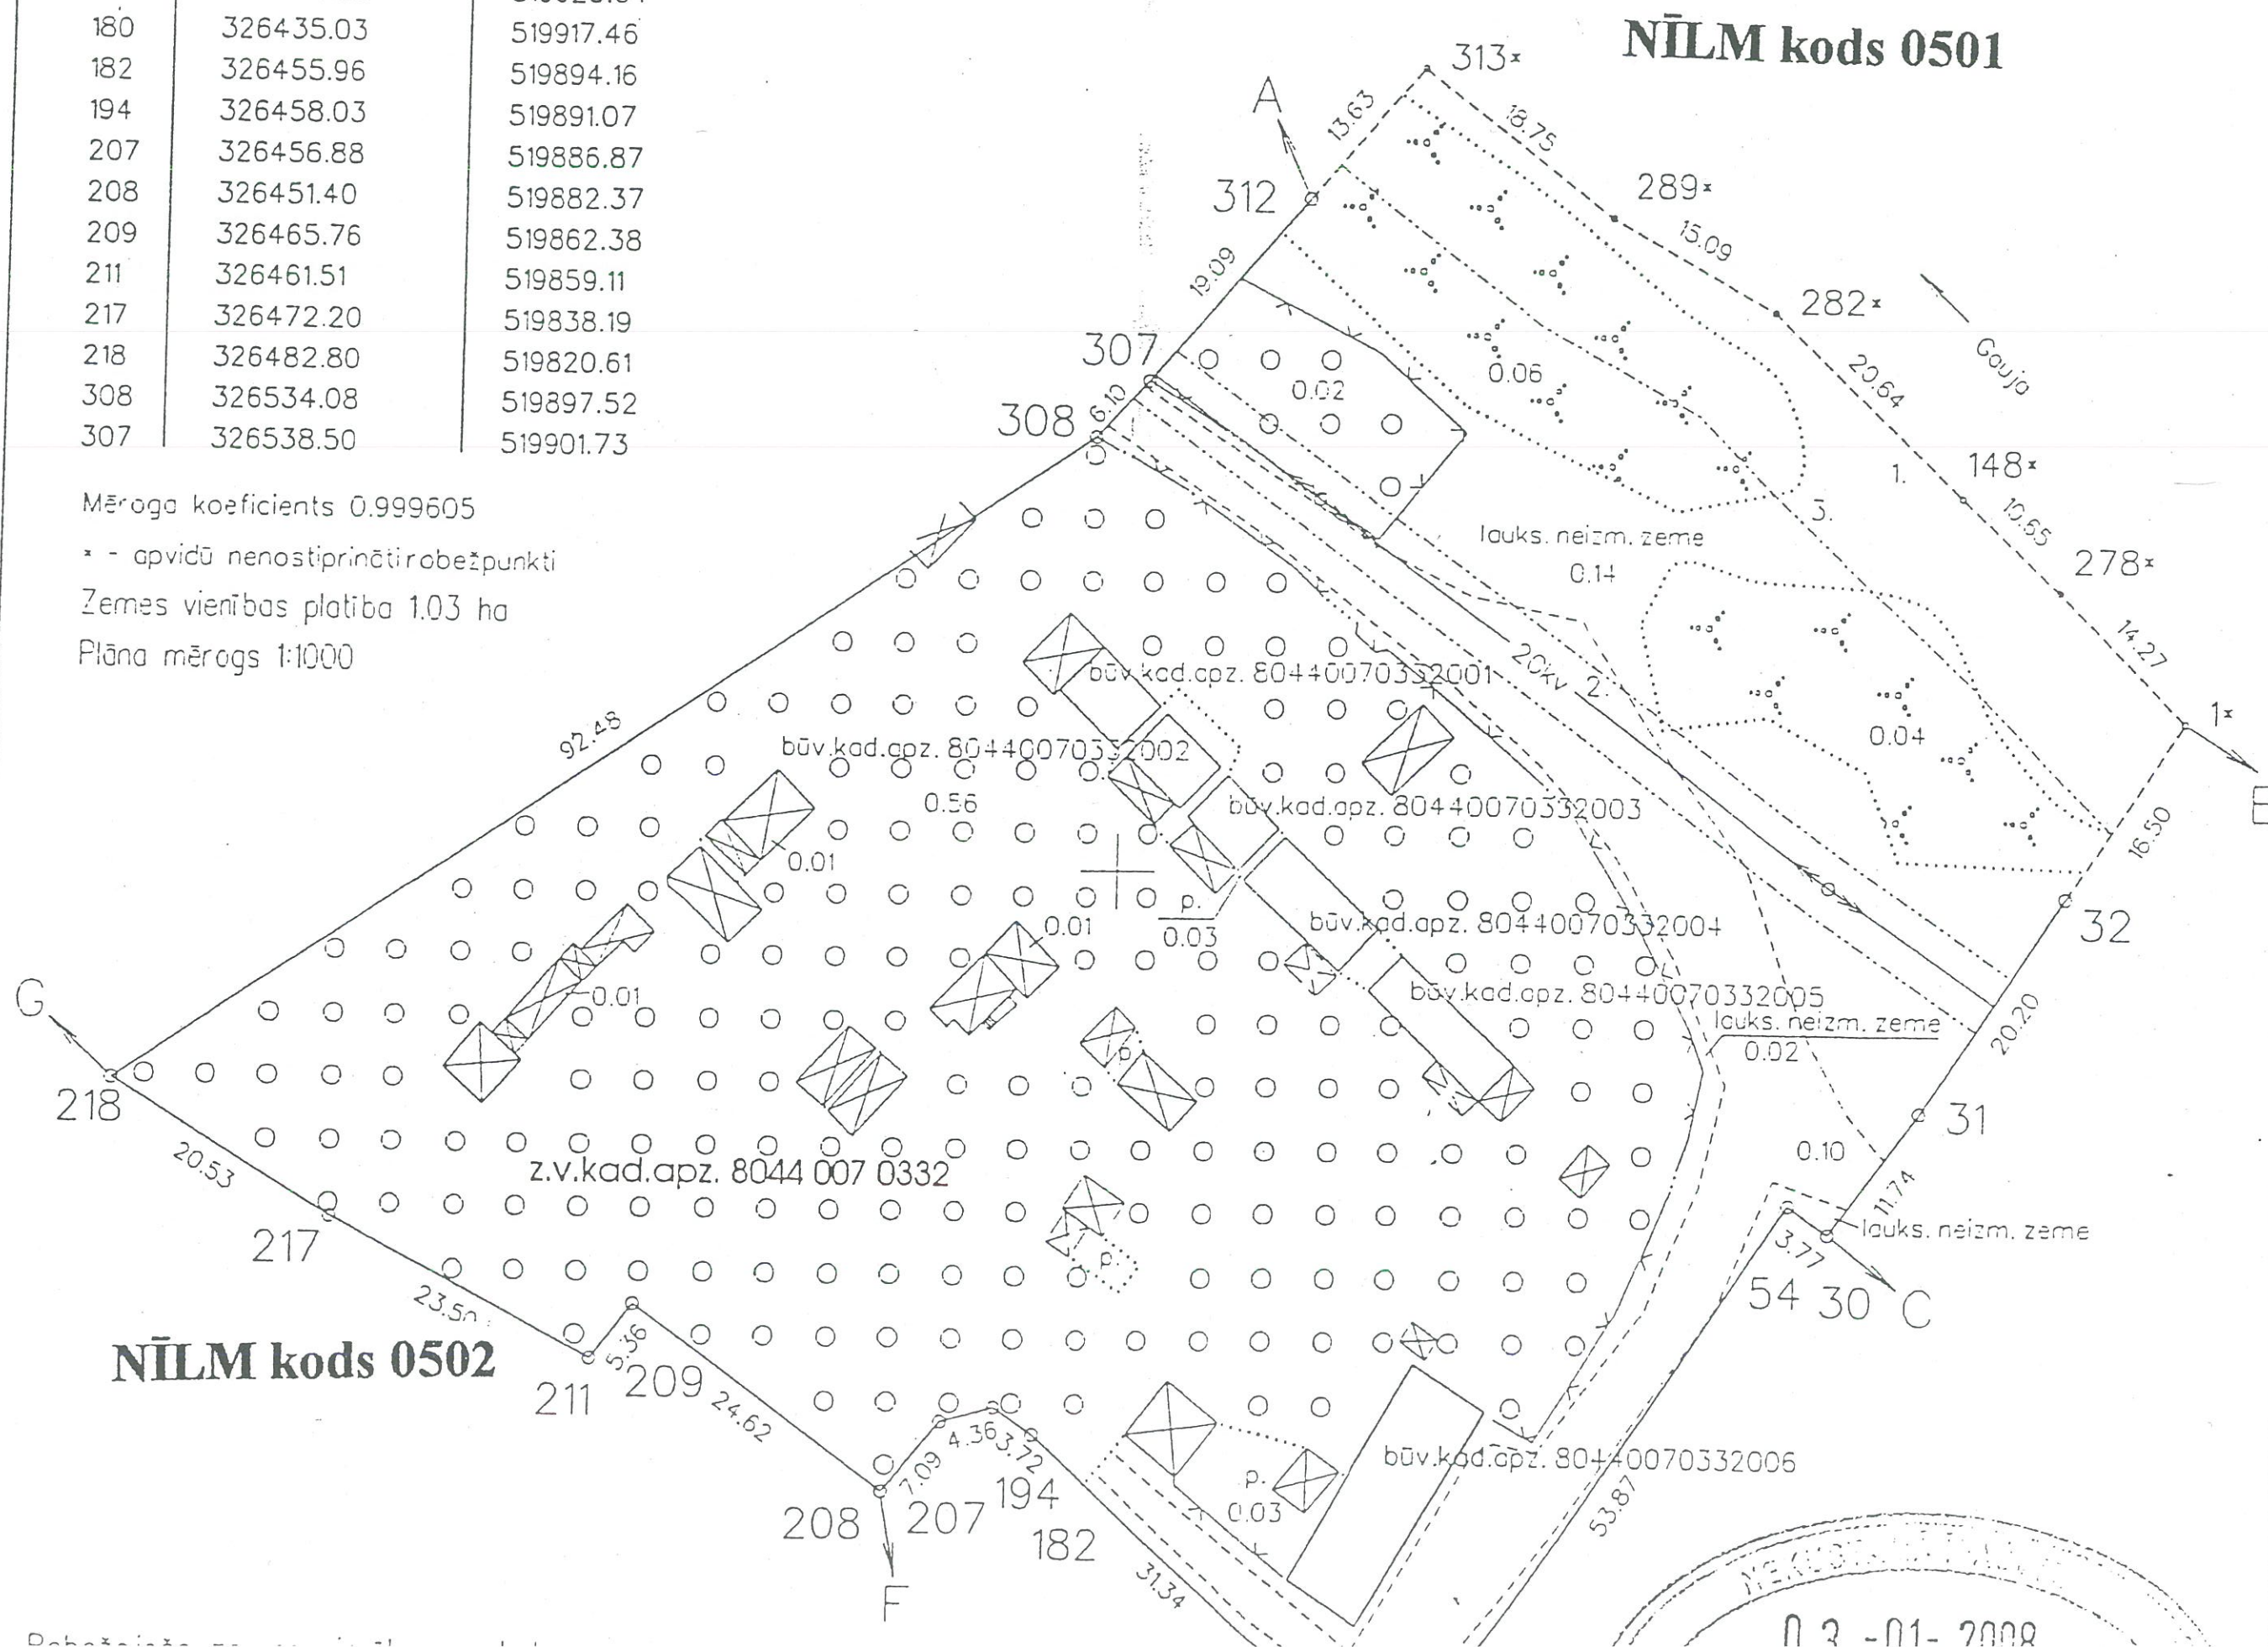 180 326435.03 519917.46
182 326455.96 519894.16
194 326458.03 519891.07
207 326456.88 519886.87
208 326451.40 519882.37
209 326465.76 519862.38
211 326461.51 519859.11
217 326472.20 519838.19
218 326482.80 519820.61
308 326534.08 519897.52
307 326538.50 519901.73
Mēroga koeficients 0.999605
x - apvidū nenostiprināti robežpunkti
Zemes vienības platība 1.03 ha
Plāna mērogs 1:1000
NĪLM kods 0501
313x
A
13.63
18.75
312
289x
15.09
19.09
282x
Gauja
307
0.02
0.06
20.64
308
6.10
1.
148x
3.
10.65
lauks. neizm. zeme
0.14
278x
14.27
20kv
2.
būv.kad.apz. 80440070332001
1x
0.04
92.48
būv.kad.apz. 80440070332002
E
0.56
būv.kad.apz. 80440070332003
16.50
0.01
p.
0.03
0.01
būv.kad.apz. 80440070332004
32
G
0.01
būv.kad.apz. 80440070332005
lauks. neizm. zeme
0.02
20.20
p.
218
31
20.53
z.v.kad.apz. 8044 007 0332
0.10
11.74
217
lauks. neizm. zeme
p.
3.77
54
30
C
23.50
NĪLM kods 0502
5.36
211
209
24.62
4.36
3.72
7.09
būv.kad.apz. 80440070332006
p.
0.03
194
208
207
182
53.87
31.34
F
03 -01- 2008